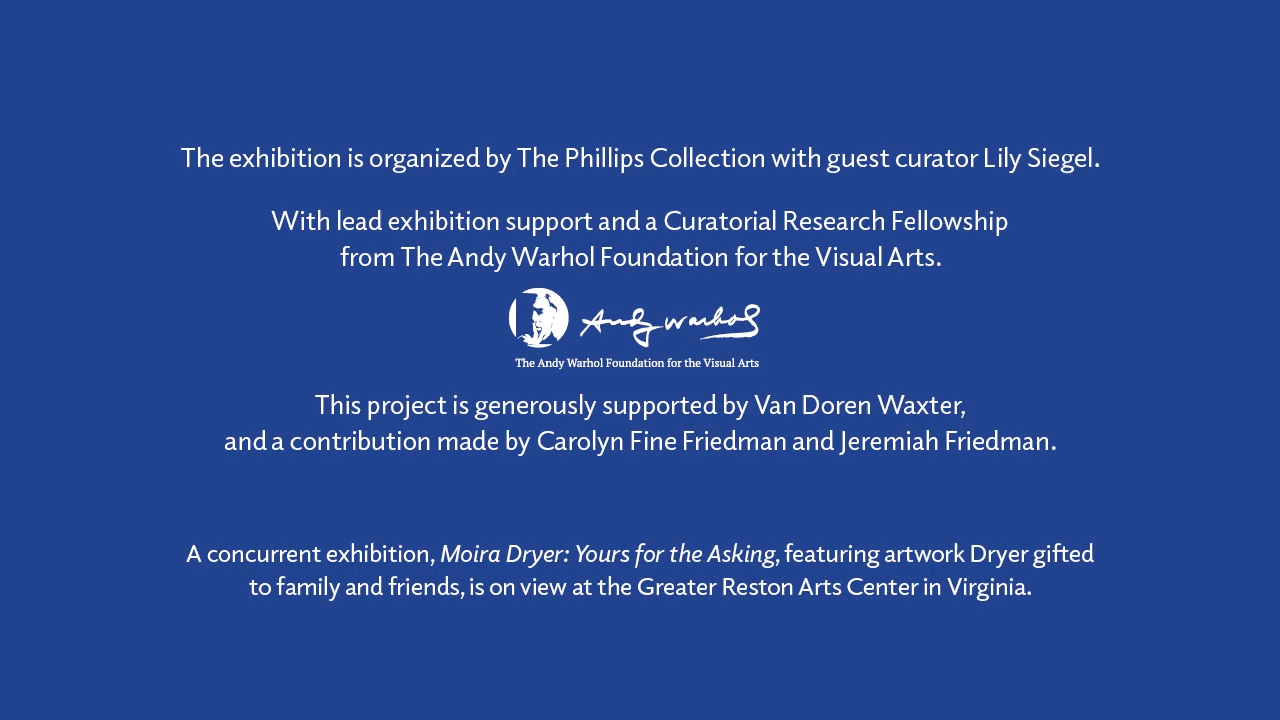 The exhibition is organized by The Phillips Collection with guest curator Lily Siegel.
With lead exhibition support and a Curatorial Research Fellowship
from The Andy Warhol Foundation for the Visual Arts.
Andy Warhol
The Andy Warhol Foundation for the Visual Arts
This project is generously supported by Van Doren Waxter,
and a contribution made by Carolyn Fine Friedman and Jeremiah Friedman.
A concurrent exhibition, Moira Dryer: Yours for the Asking, featuring artwork Dryer gifted
to family and friends, is on view at the Greater Reston Arts Center in Virginia.